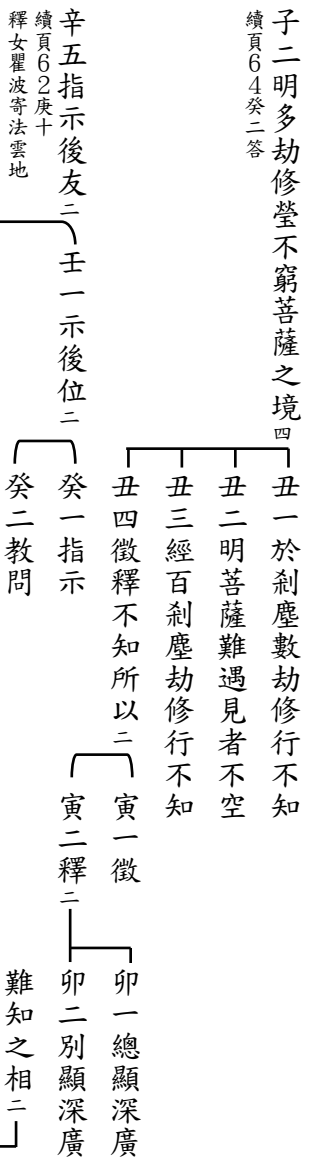 子二明多劫修瑩不窮菩薩之境四
續頁64癸二答
丑一於剎塵數劫修行不知
丑二明菩薩難遇見者不空
丑三經百剎塵劫修行不知
丑四徵釋不知所以二
寅一徵
寅二釋二
卯一總顯深廣
卯二別顯深廣
難知之相二
辛五指示後友二
續頁62庚十
釋女瞿波寄法雲地
壬一示後位二
癸一指示
癸二教問